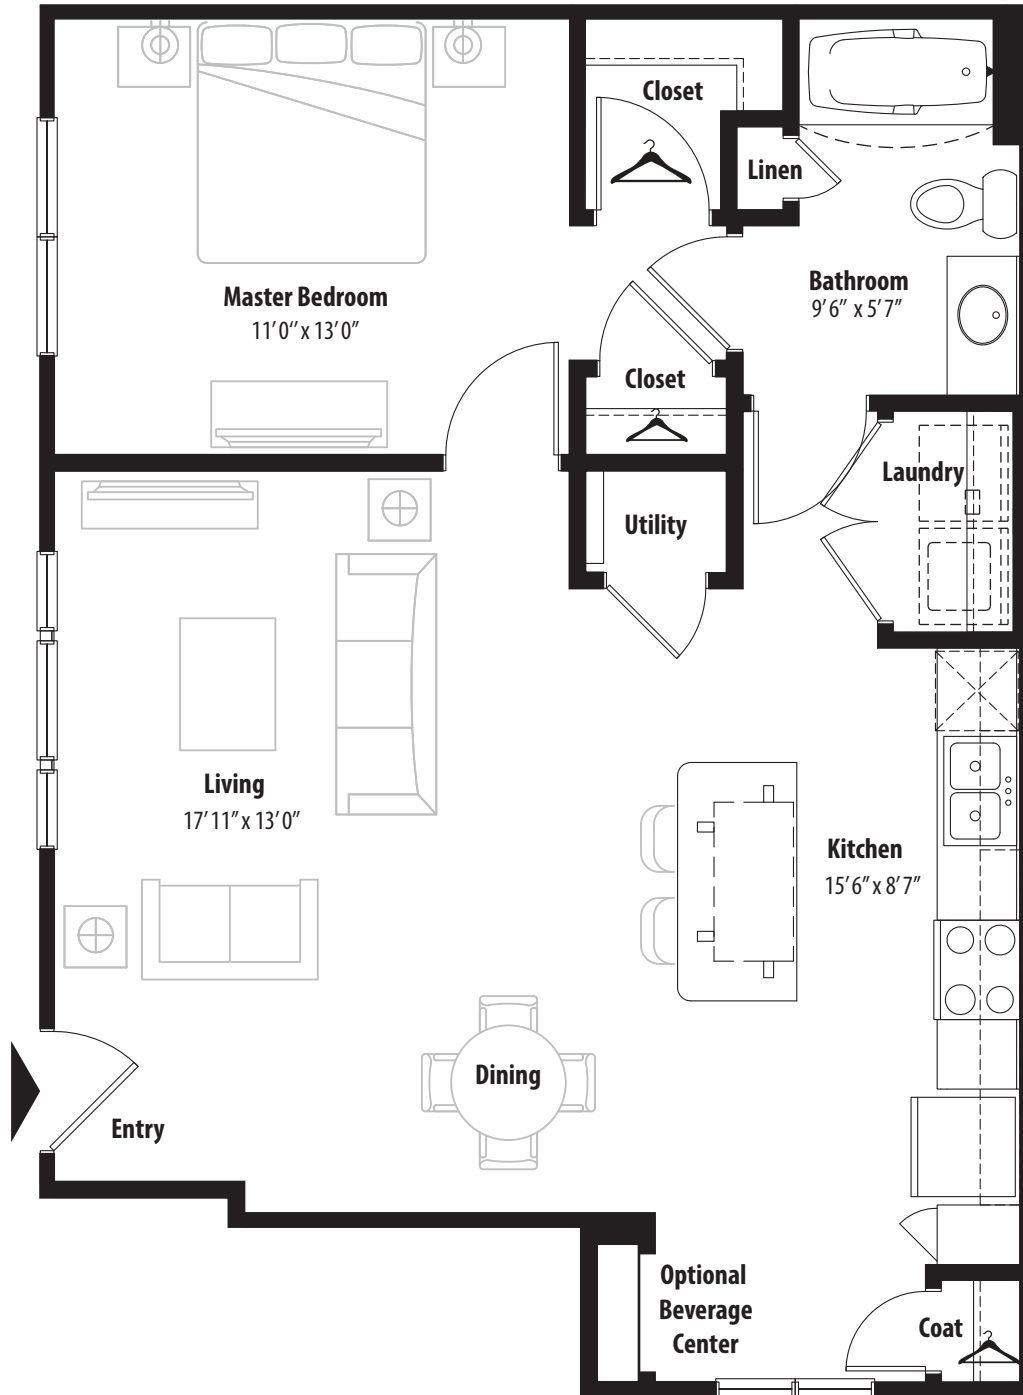 Closet
Linen
Master Bedroom
11'0" x 13'0"
Bathroom
9'6" x 5'7"
Closet
Laundry
Utility
Living
17'11" x 13'0"
Kitchen
15'6" x 8'7"
Dining
Entry
Optional
Beverage
Center
Coat